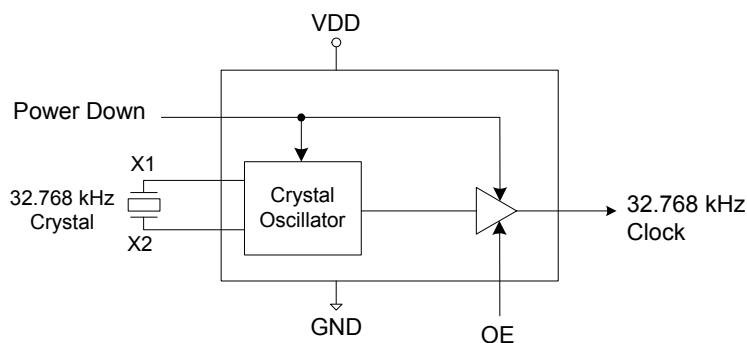 VDD
Power Down
X1
32.768 kHz
Crystal
X2
Crystal
Oscillator
32.768 kHz
Clock
GND
OE